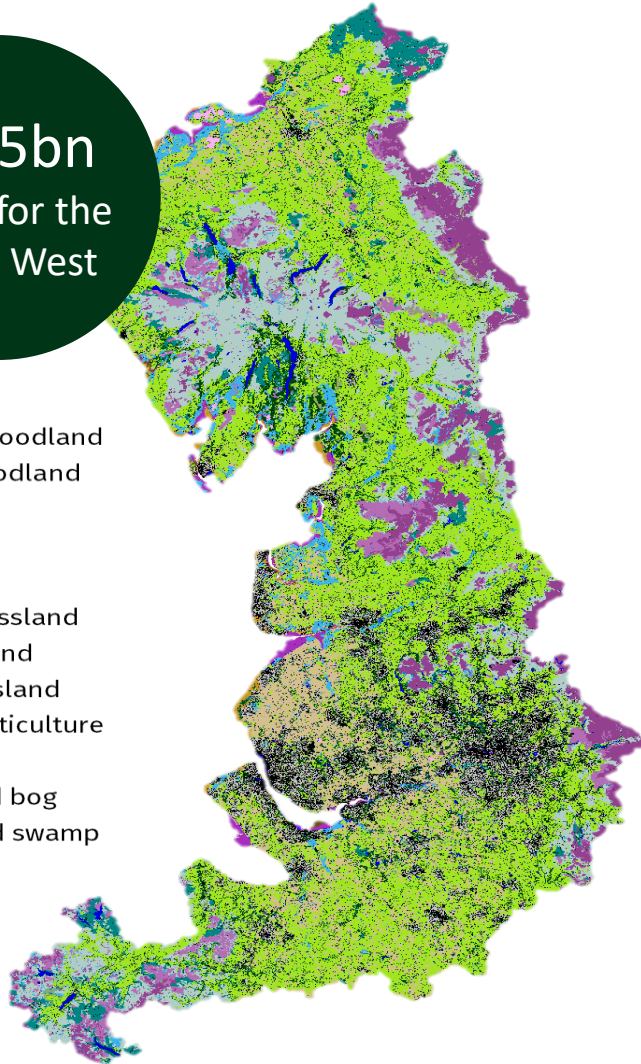 5bn
for the
West
oodland
odland
ssland
nd
sland
ticulture
bog
swamp